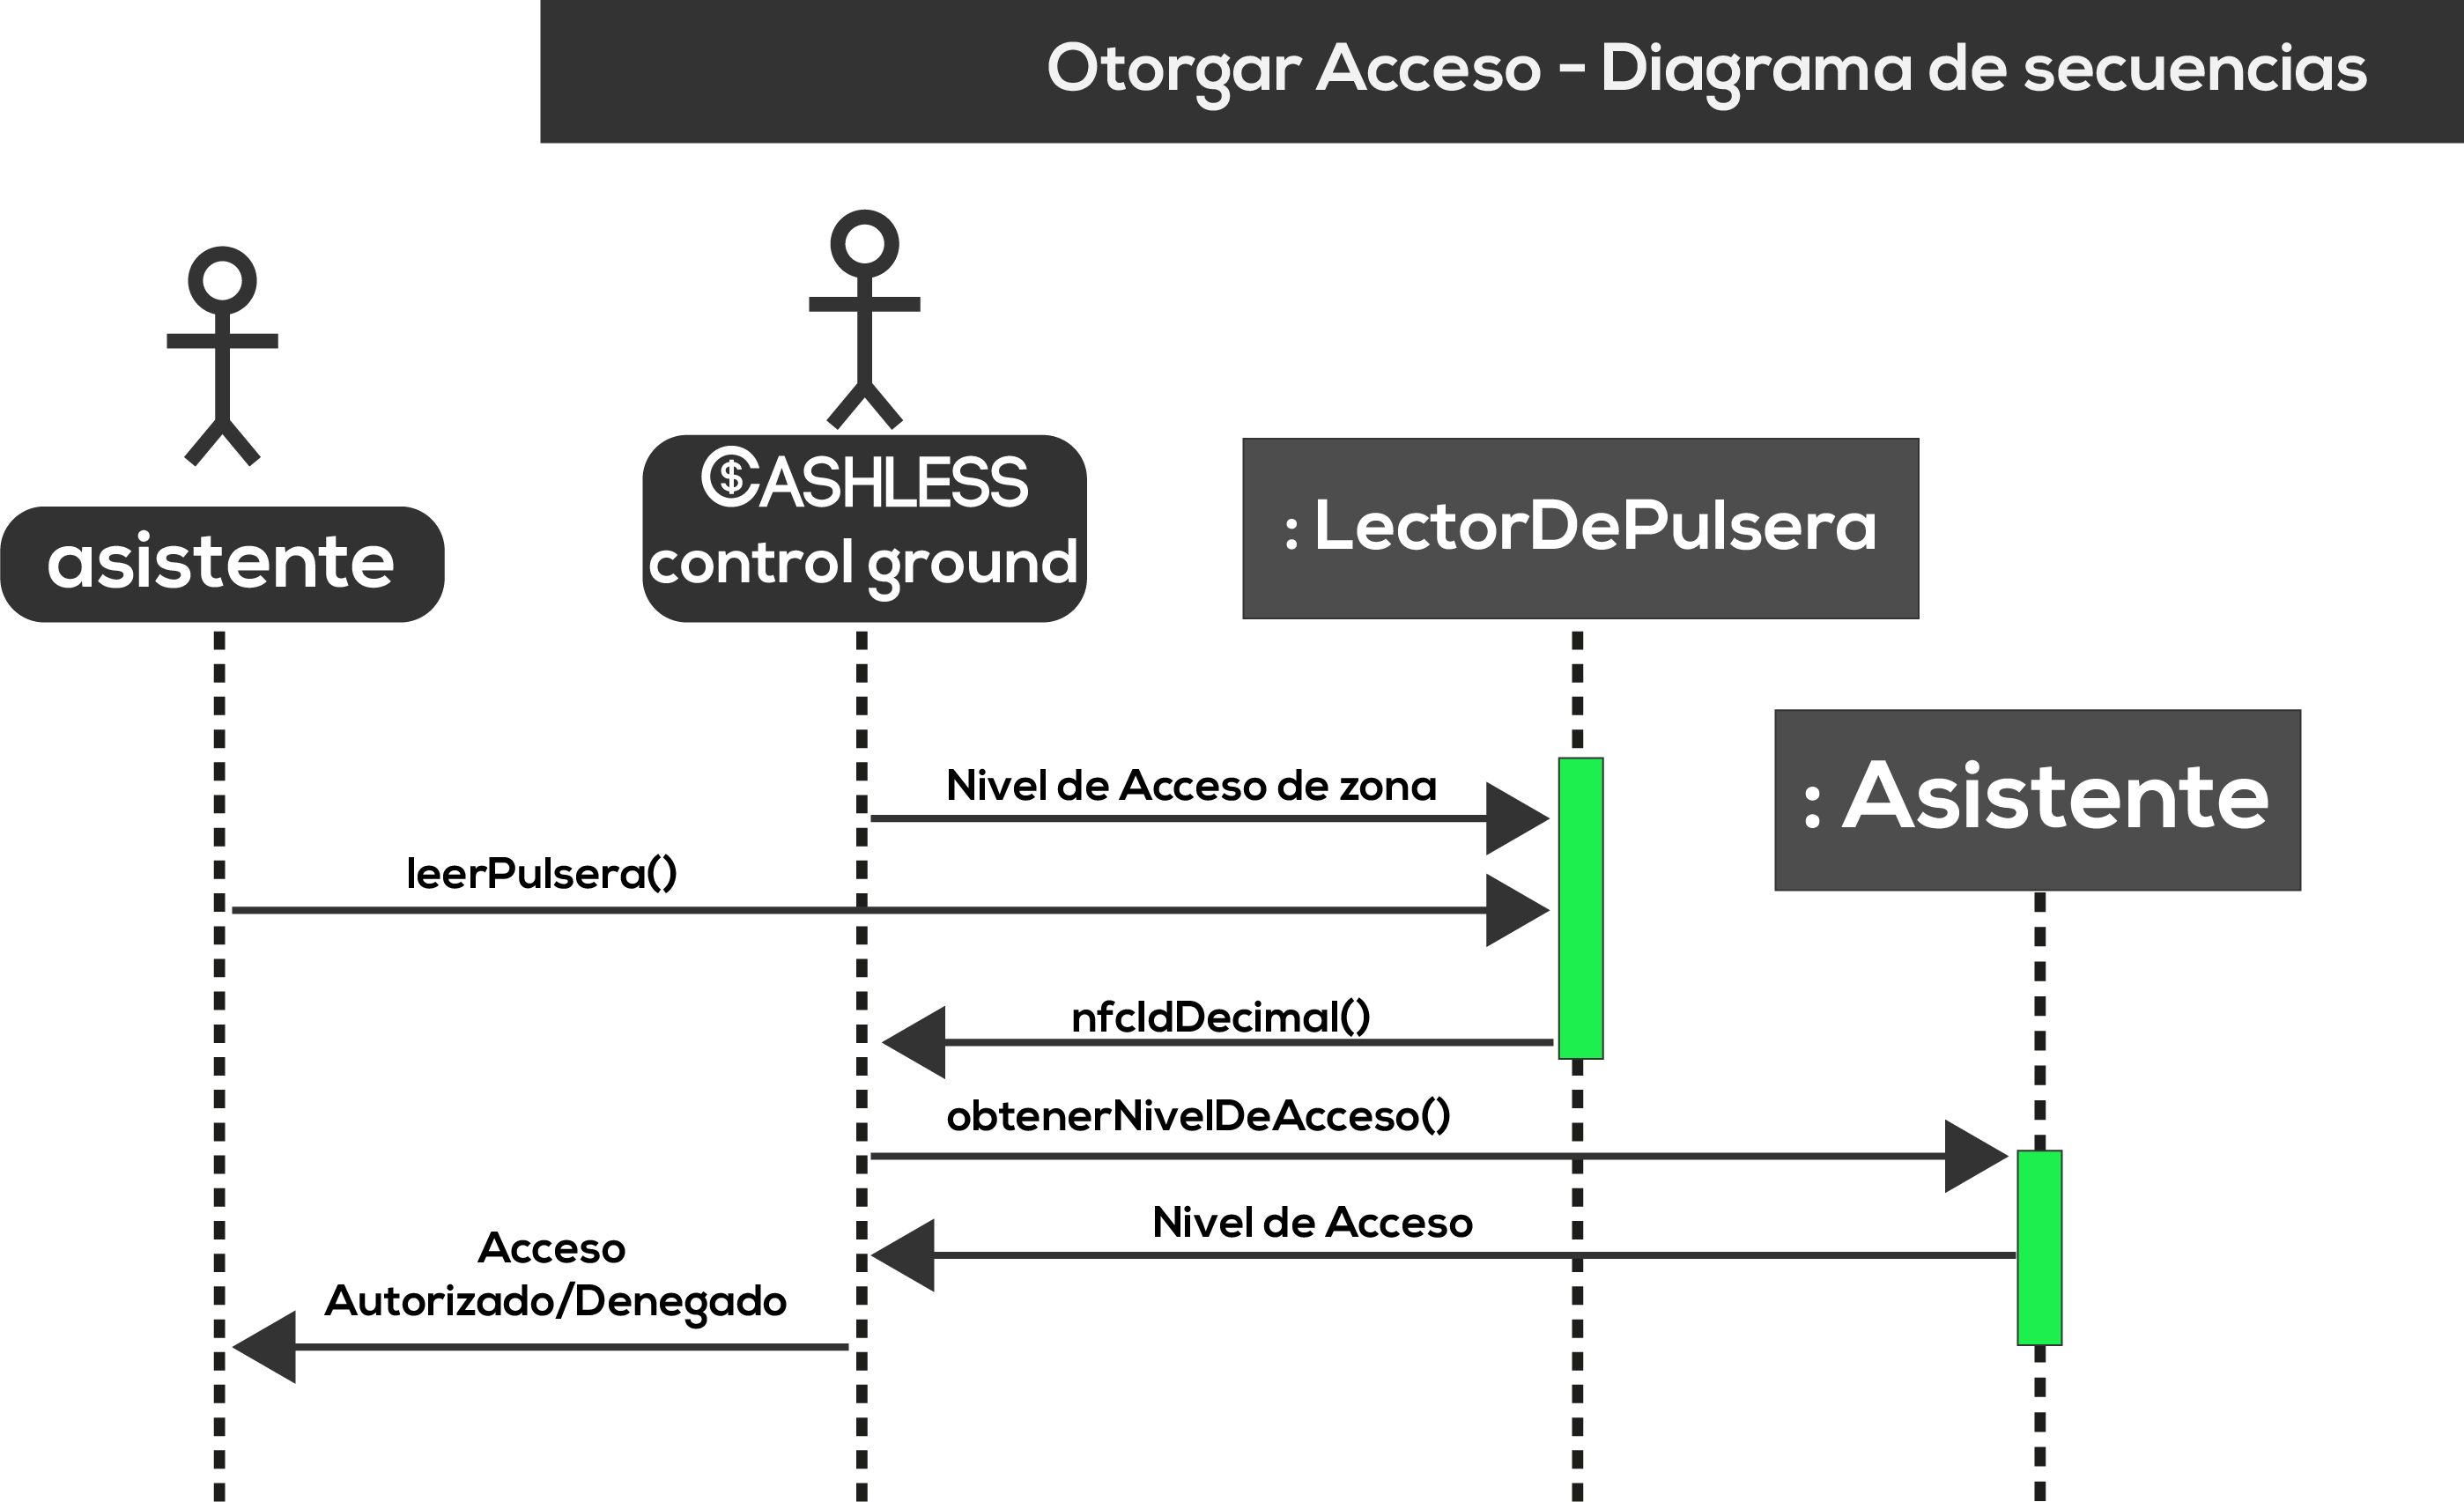 Otorgar Acceso - Diagrama de secuencias
asistente
CASHLESS
control ground
: LectorDePulsera
: Asistente
Nivel de Acceso de zona
leerPulsera()
nfcIdDecimal()
obtenerNivelDeAcceso()
Nivel de Acceso
Acceso
Autorizado/Denegado